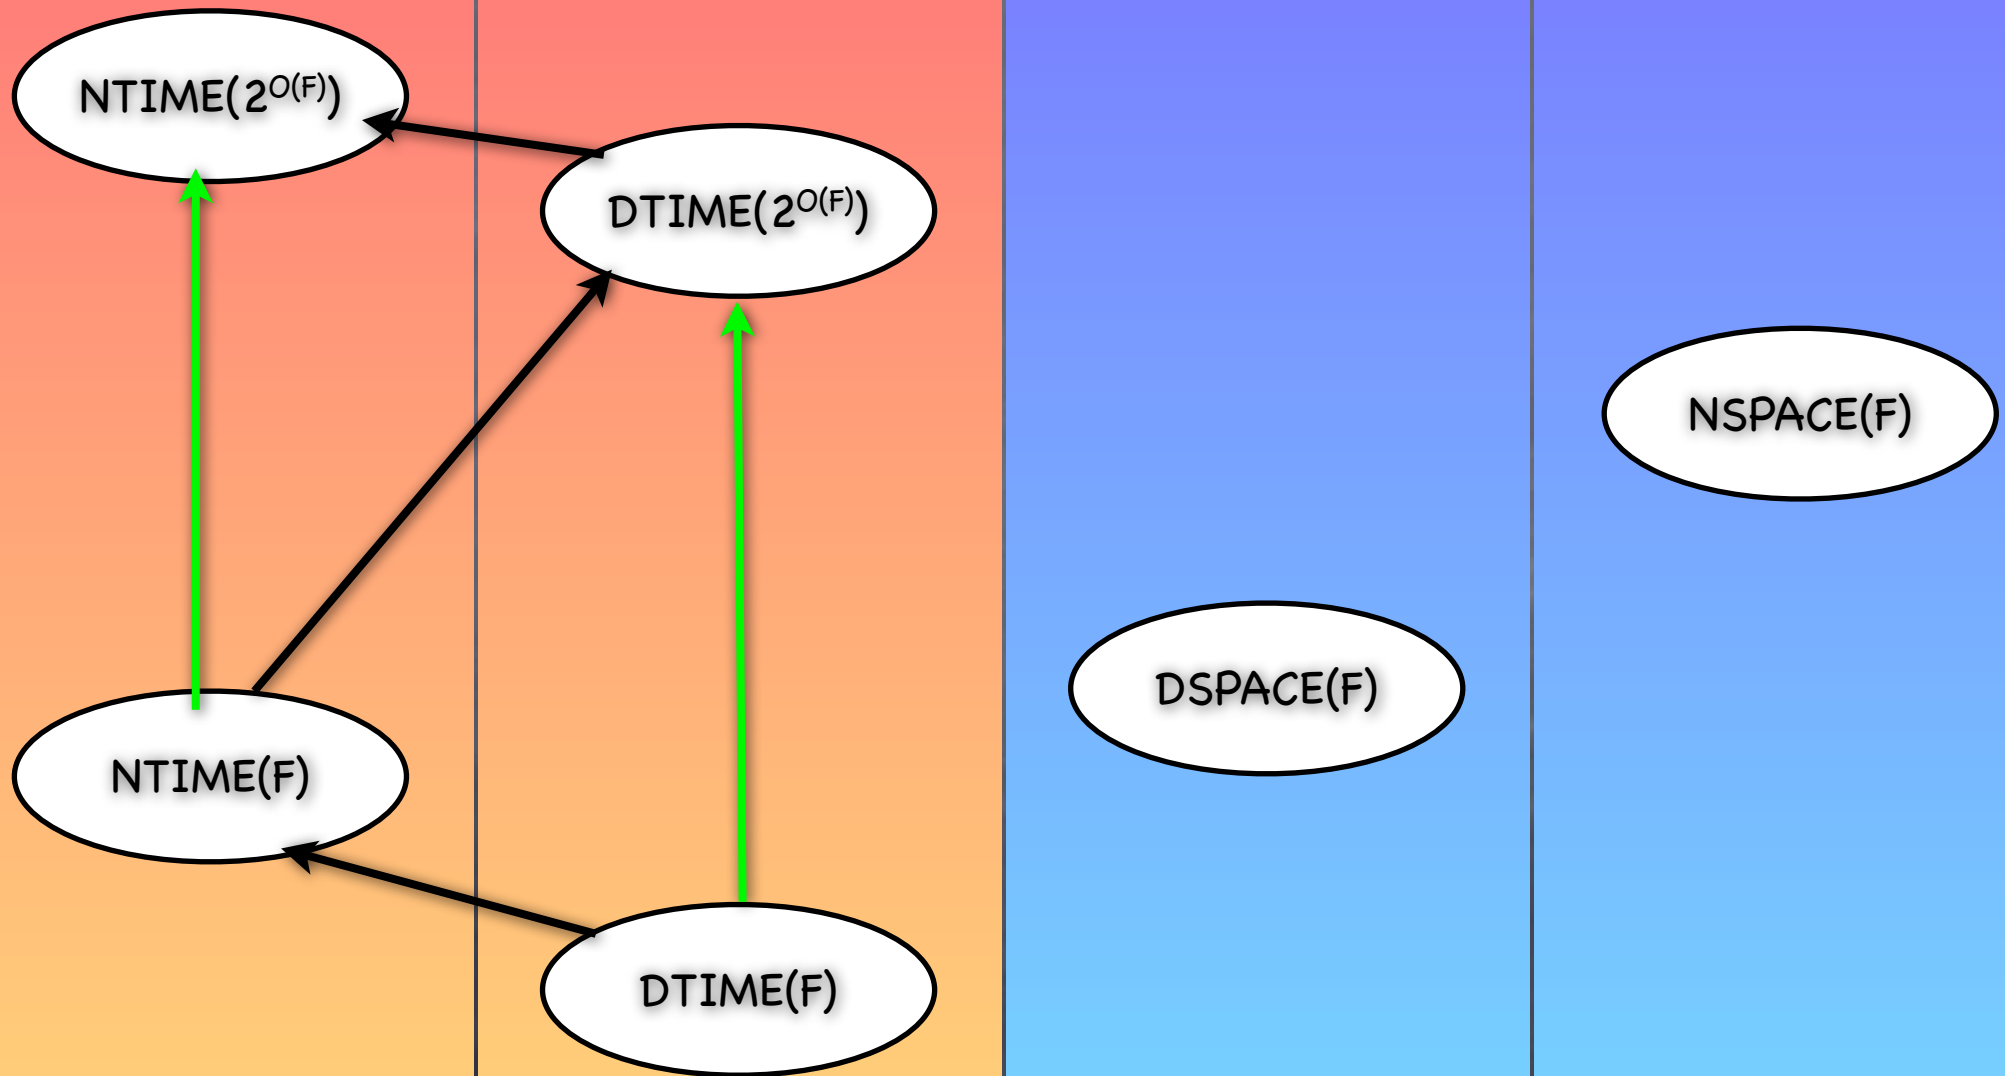 NTIME(2^O(F))
DTIME(2^O(F))
NSPACE(F)
DSPACE(F)
NTIME(F)
DTIME(F)